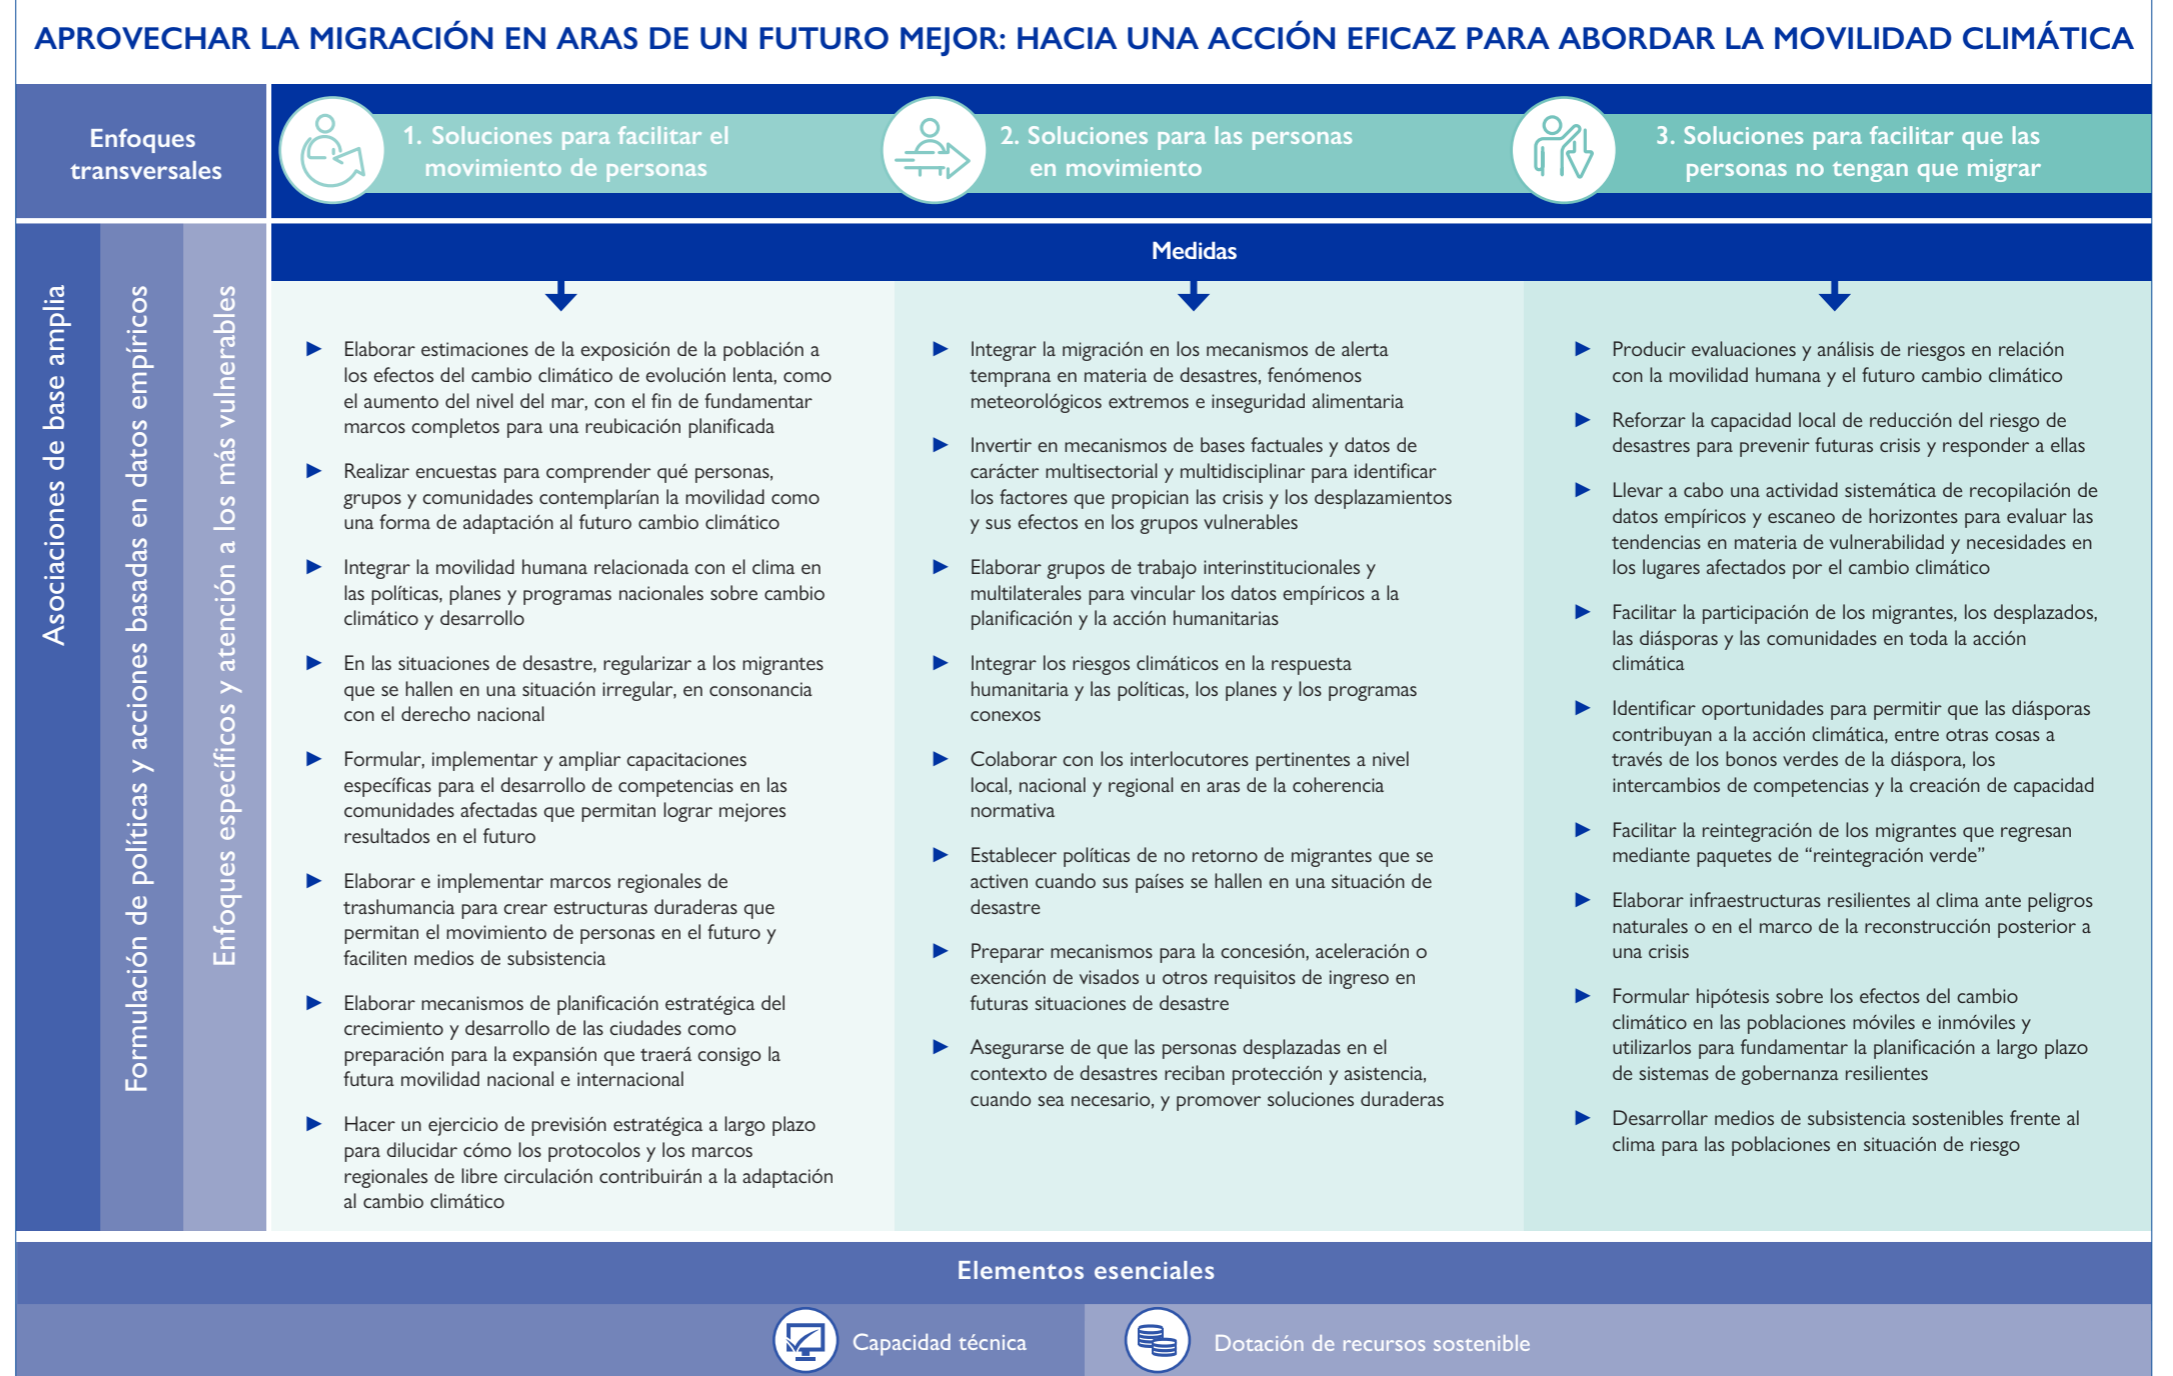 APROVECHAR LA MIGRACIÓN EN ARAS DE UN FUTURO MEJOR: HACIA UNA ACCIÓN EFICAZ PARA ABORDAR LA MOVILIDAD CLIMÁTICA
Enfoques
transversales
1. Soluciones para facilitar el
movimiento de personas
2. Soluciones para las personas
en movimiento
3. Soluciones para facilitar que las
personas no tengan que migrar
Asociaciones de base amplia
Formulación de políticas y acciones basadas en datos empíricos
Enfoques específicos y atención a los más vulnerables
Medidas
► Elaborar estimaciones de la exposición de la población a
los efectos del cambio climático de evolución lenta, como
el aumento del nivel del mar, con el fin de fundamentar
marcos completos para una reubicación planificada
► Realizar encuestas para comprender qué personas,
grupos y comunidades contemplarían la movilidad como
una forma de adaptación al futuro cambio climático
► Integrar la movilidad humana relacionada con el clima en
las políticas, planes y programas nacionales sobre cambio
climático y desarrollo
► En las situaciones de desastre, regularizar a los migrantes
que se hallen en una situación irregular, en consonancia
con el derecho nacional
► Formular, implementar y ampliar capacitaciones
específicas para el desarrollo de competencias en las
comunidades afectadas que permitan lograr mejores
resultados en el futuro
► Elaborar e implementar marcos regionales de
trashumancia para crear estructuras duraderas que
permitan el movimiento de personas en el futuro y
faciliten medios de subsistencia
► Elaborar mecanismos de planificación estratégica del
crecimiento y desarrollo de las ciudades como
preparación para la expansión que traerá consigo la
futura movilidad nacional e internacional
► Hacer un ejercicio de previsión estratégica a largo plazo
para dilucidar cómo los protocolos y los marcos
regionales de libre circulación contribuirán a la adaptación
al cambio climático
► Integrar la migración en los mecanismos de alerta
temprana en materia de desastres, fenómenos
meteorológicos extremos e inseguridad alimentaria
► Invertir en mecanismos de bases factuales y datos de
carácter multisectorial y multidisciplinar para identificar
los factores que propician las crisis y los desplazamientos
y sus efectos en los grupos vulnerables
► Elaborar grupos de trabajo interinstitucionales y
multilaterales para vincular los datos empíricos a la
planificación y la acción humanitarias
► Integrar los riesgos climáticos en la respuesta
humanitaria y las políticas, los planes y los programas
conexos
► Colaborar con los interlocutores pertinentes a nivel
local, nacional y regional en aras de la coherencia
normativa
► Establecer políticas de no retorno de migrantes que se
activen cuando sus países se hallen en una situación de
desastre
► Preparar mecanismos para la concesión, aceleración o
exención de visados u otros requisitos de ingreso en
futuras situaciones de desastre
► Asegurarse de que las personas desplazadas en el
contexto de desastres reciban protección y asistencia,
cuando sea necesario, y promover soluciones duraderas
► Producir evaluaciones y análisis de riesgos en relación
con la movilidad humana y el futuro cambio climático
► Reforzar la capacidad local de reducción del riesgo de
desastres para prevenir futuras crisis y responder a ellas
► Llevar a cabo una actividad sistemática de recopilación de
datos empíricos y escaneo de horizontes para evaluar las
tendencias en materia de vulnerabilidad y necesidades en
los lugares afectados por el cambio climático
► Facilitar la participación de los migrantes, los desplazados,
las diásporas y las comunidades en toda la acción
climática
► Identificar oportunidades para permitir que las diásporas
contribuyan a la acción climática, entre otras cosas a
través de los bonos verdes de la diáspora, los
intercambios de competencias y la creación de capacidad
► Facilitar la reintegración de los migrantes que regresan
mediante paquetes de “reintegración verde”
► Elaborar infraestructuras resilientes al clima ante peligros
naturales o en el marco de la reconstrucción posterior a
una crisis
► Formular hipótesis sobre los efectos del cambio
climático en las poblaciones móviles e inmóviles y
utilizarlos para fundamentar la planificación a largo plazo
de sistemas de gobernanza resilientes
► Desarrollar medios de subsistencia sostenibles frente al
clima para las poblaciones en situación de riesgo
Elementos esenciales
Capacidad técnica
Dotación de recursos sostenible